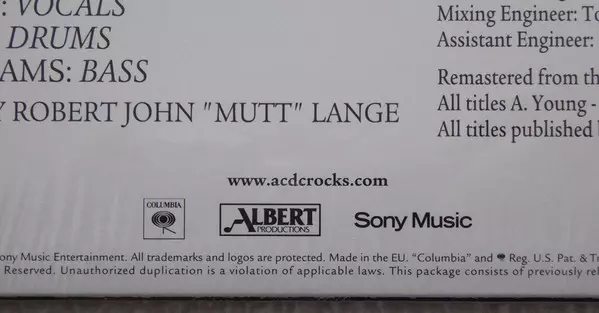 : VOCALS
DRUMS
AMS: BASS
Y ROBERT JOHN "MUTT" LANGE
Mixing Engineer: To
Assistant Engineer:
Remastered from th
All titles A. Young -
All titles published b
www.acdcrocks.com
COLUMBIA
ALBERT
PRODUCTIONS
Sony Music
ony Music Entertainment. All trademarks and logos are protected. Made in the EU. "Columbia" and Reg. U.S. Pat. & T
Reserved. Unauthorized duplication is a violation of applicable laws. This package consists of previously rel